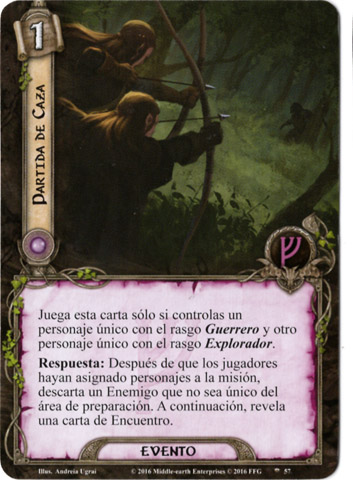 1
PARTIDA DE CAZA
Juega esta carta sólo si controlas un
personaje único con el rasgo Guerrero y otro
personaje único con el rasgo Explorador.
Respuesta: Después de que los jugadores
hayan asignado personajes a la misión,
descarta un Enemigo que no sea único del
área de preparación. A continuación, revela
una carta de Encuentro.
EVENTO
Illus. Andreia Ugrai © 2016 Middle-earth Enterprises © 2016 FFG 57